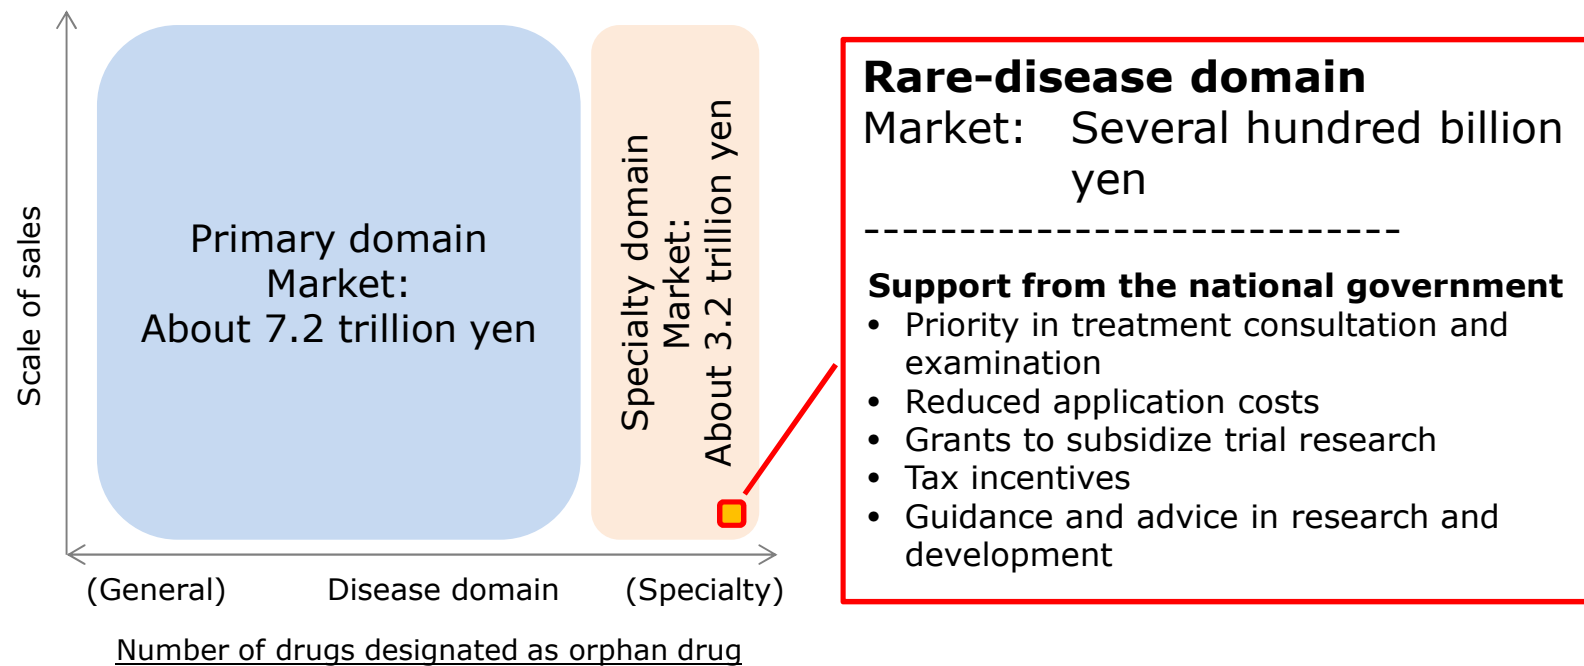 Scale of sales
Primary domain
Market:
About 7.2 trillion yen
Specialty domain
Market:
About 3.2 trillion yen
(General)
Disease domain
(Specialty)
Number of drugs designated as orphan drug
Rare-disease domain
Market: Several hundred billion
yen
----------------------------
Support from the national government
• Priority in treatment consultation and
examination
• Reduced application costs
• Grants to subsidize trial research
• Tax incentives
• Guidance and advice in research and
development